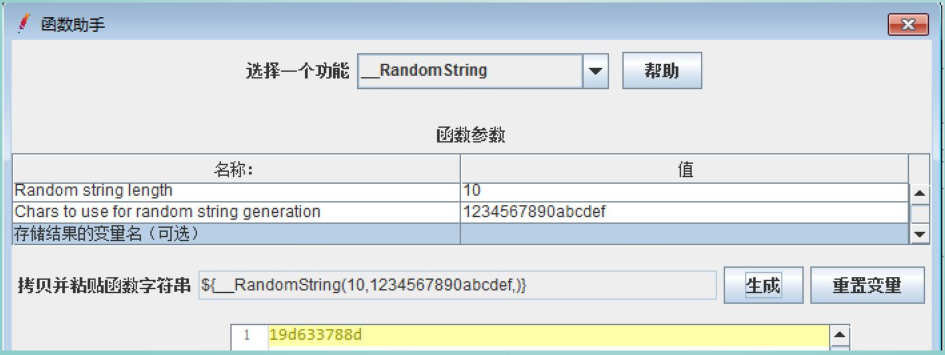 函数助手
选择一个功能 __RandomString 帮助
函数参数
名称: 值
Random string length 10
Chars to use for random string generation 1234567890abcdef
存储结果的变量名（可选）
拷贝并粘贴函数字符串 ${__RandomString(10,1234567890abcdef,)} 生成 重置变量
1 19d633788d